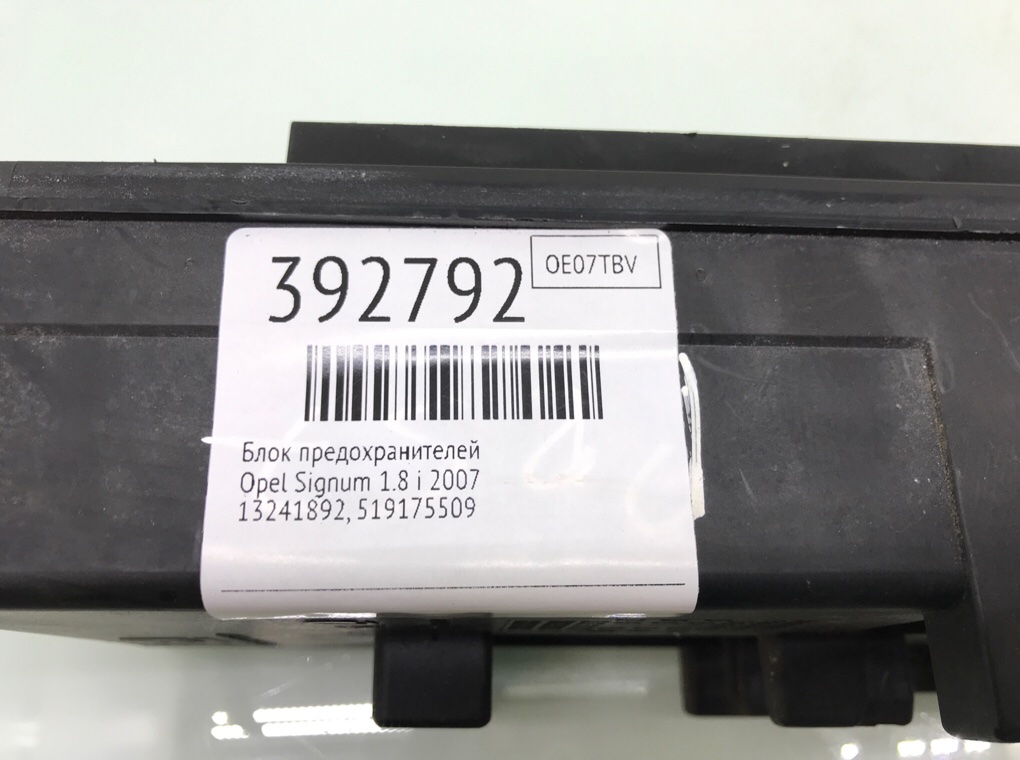 392792
OE07TBV
Блок предохранителей
Opel Signum 1.8 i 2007
13241892, 519175509